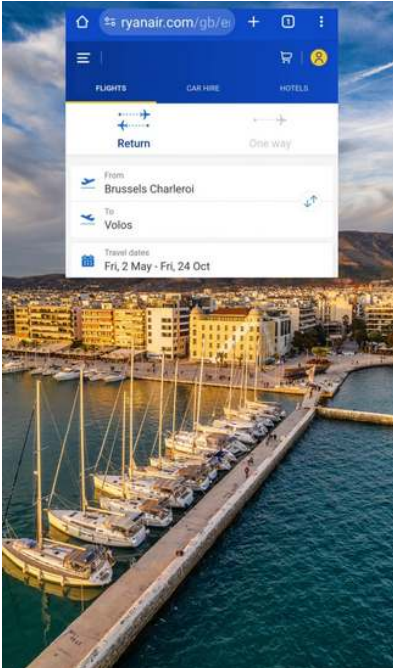 ryanair.com/gb/e
1
FLIGHTS
CAR HIRE
HOTELS
Return
One way
From
Brussels Charleroi
To
Volos
Travel dates
Fri, 2 May - Fri, 24 Oct